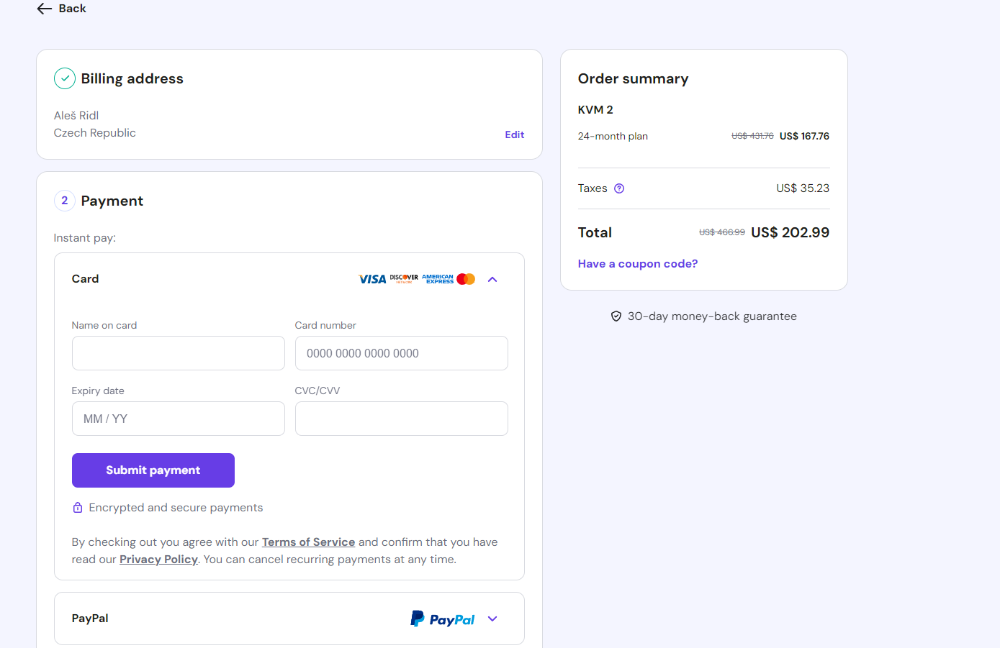 Back
Billing address
Aleš Ridl
Czech Republic
Edit
2 Payment
Instant pay:
Card
VISA DISCOVER NETWORK AMERICAN EXPRESS
Name on card
Card number
0000 0000 0000 0000
Expiry date
CVC/CVV
MM / YY
Submit payment
Encrypted and secure payments
By checking out you agree with our Terms of Service and confirm that you have
read our Privacy Policy. You can cancel recurring payments at any time.
PayPal
PayPal
Order summary
KVM 2
24-month plan US$ 431.76 US$ 167.76
Taxes ? US$ 35.23
Total US$ 466.99 US$ 202.99
Have a coupon code?
30-day money-back guarantee